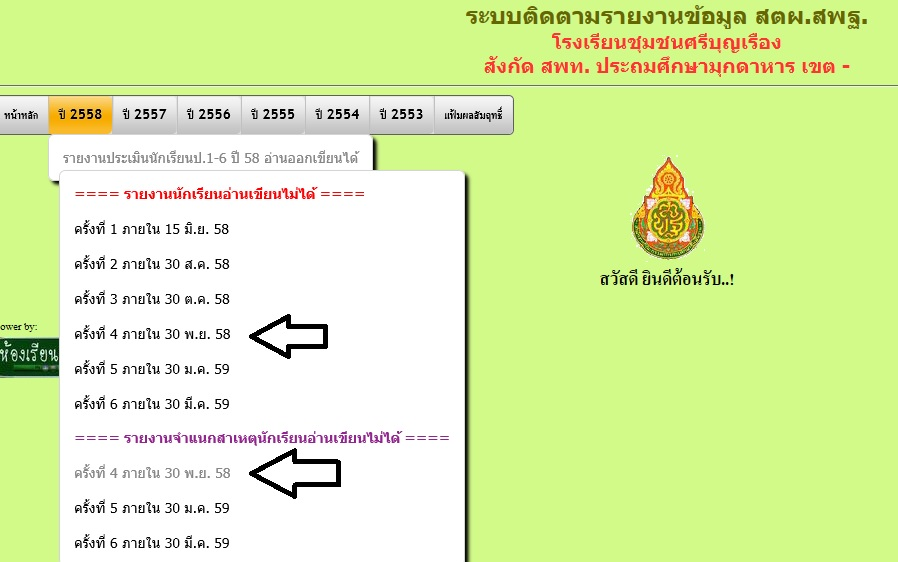 ระบบติดตามรายงานข้อมูล สตผ.สพฐ.
โรงเรียนชุมชนศรีบุญเรือง
สังกัด สพท. ประถมศึกษามุกดาหาร เขต -
หน้าหลัก ปี 2558 ปี 2557 ปี 2556 ปี 2555 ปี 2554 ปี 2553 แฟ้มผลสัมฤทธิ์
รายงานประเมินนักเรียนป.1-6 ปี 58 อ่านออกเขียนได้
==== รายงานนักเรียนอ่านเขียนไม่ได้ ====
ครั้งที่ 1 ภายใน 15 มิ.ย. 58
ครั้งที่ 2 ภายใน 30 ส.ค. 58
ครั้งที่ 3 ภายใน 30 ต.ค. 58
ครั้งที่ 4 ภายใน 30 พ.ย. 58
ครั้งที่ 5 ภายใน 30 ม.ค. 59
ครั้งที่ 6 ภายใน 30 มี.ค. 59
==== รายงานจำแนกสาเหตุนักเรียนอ่านเขียนไม่ได้ ====
ครั้งที่ 4 ภายใน 30 พ.ย. 58
ครั้งที่ 5 ภายใน 30 ม.ค. 59
ครั้งที่ 6 ภายใน 30 มี.ค. 59
ower by:
ห้องเรียน
สวัสดี ยินดีต้อนรับ..!